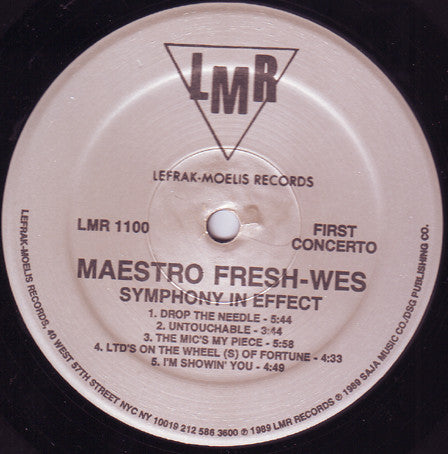 LMR
LEFRAK-MOELIS RECORDS
LMR 1100
FIRST
CONCERTO
MAESTRO FRESH-WES
SYMPHONY IN EFFECT
1. DROP THE NEEDLE - 5:44
2. UNTOUCHABLE - 3:44
3. THE MIC'S MY PIECE - 5:58
4. LTD'S ON THE WHEEL (S) OF FORTUNE - 4:33
5. I'M SHOWIN' YOU - 4:49
LEFRAK-MOELIS RECORDS, 40 WEST 57TH STREET NYC NY 10019 212 586 3600 ℗ 1989 LMR RECORDS ℗ 1989 SAJA MUSIC CO./DSG PUBLISHING CO.